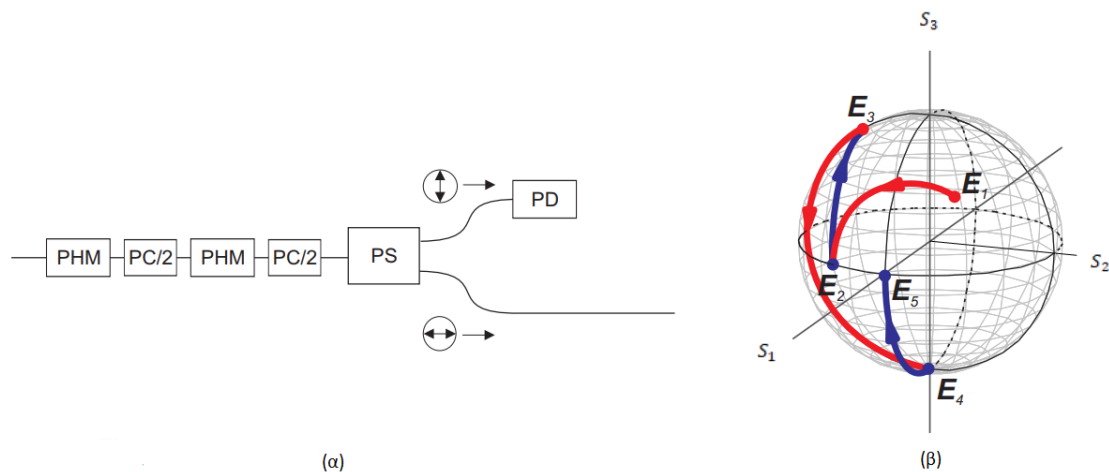 S₃
E₃
E₁
PD
PHM PC/2 PHM PC/2 PS
S₂
E₂ E₅
S₁
E₄
(α) (β)